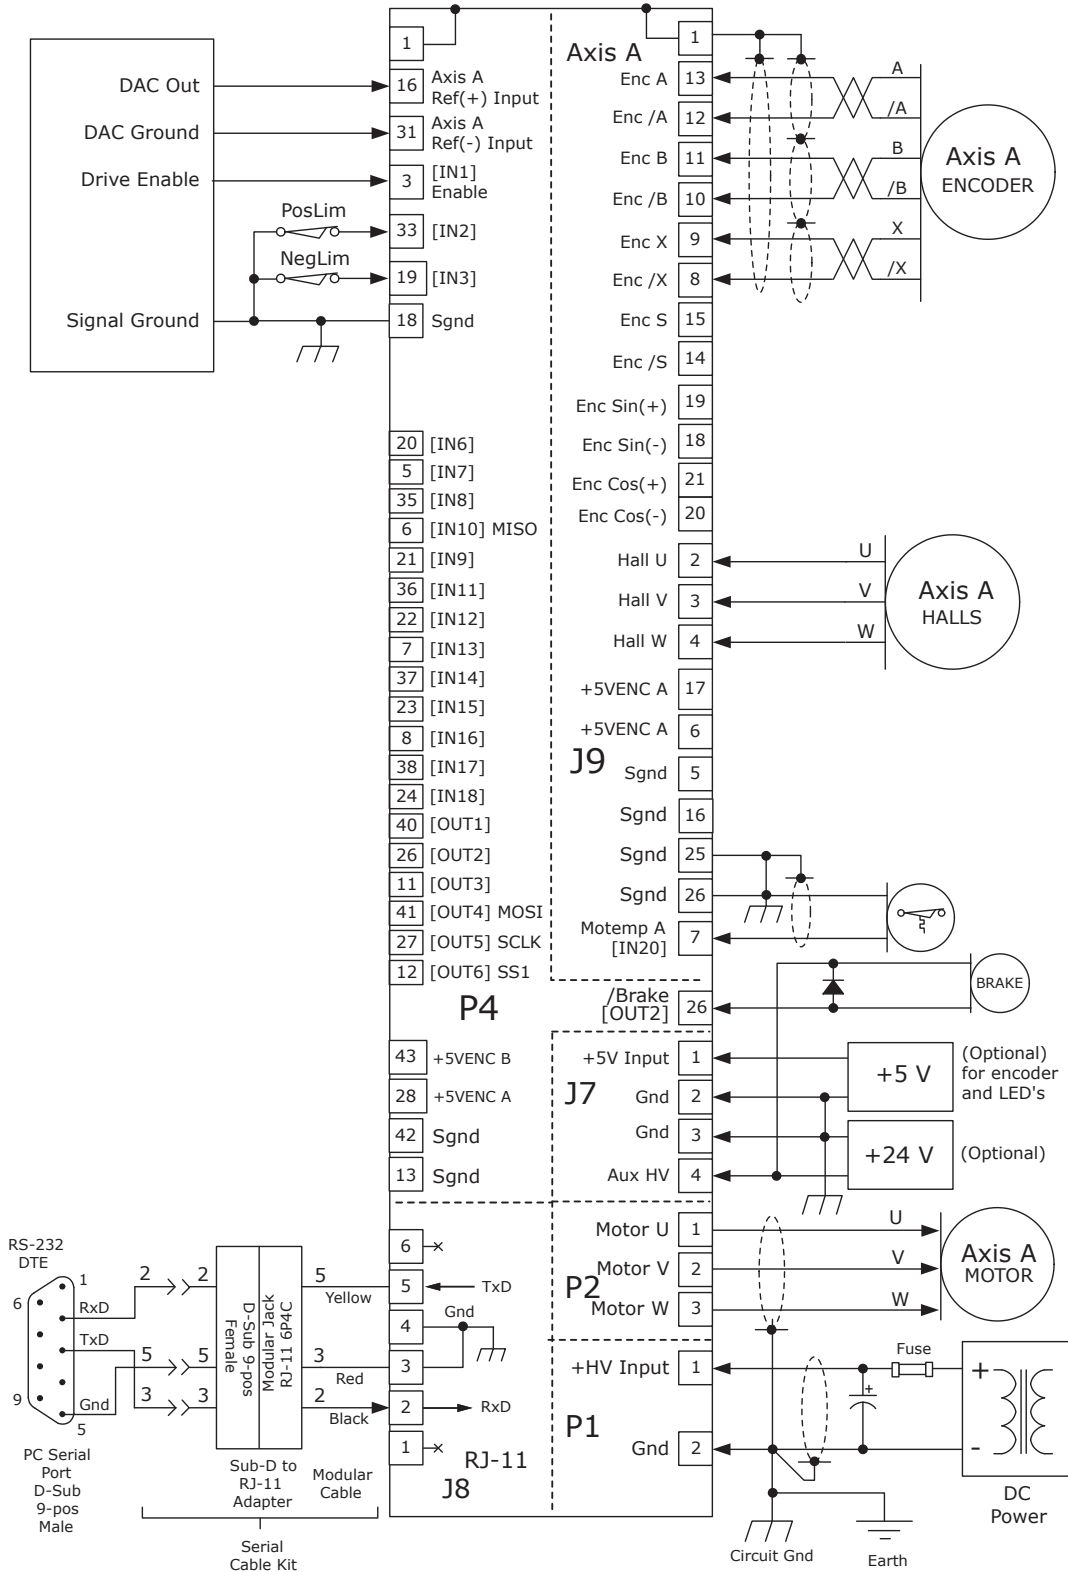 DAC Out
DAC Ground
Drive Enable
PosLim
NegLim
Signal Ground
1
16 Axis A
Ref(+) Input
31 Axis A
Ref(-) Input
3 [IN1]
Enable
33 [IN2]
19 [IN3]
18 Sgnd
20 [IN6]
5 [IN7]
35 [IN8]
6 [IN10] MISO
21 [IN9]
36 [IN11]
22 [IN12]
7 [IN13]
37 [IN14]
23 [IN15]
8 [IN16]
38 [IN17]
24 [IN18]
40 [OUT1]
26 [OUT2]
11 [OUT3]
41 [OUT4] MOSI
27 [OUT5] SCLK
12 [OUT6] SS1
P4
43 +5VENC B
28 +5VENC A
42 Sgnd
13 Sgnd
Axis A
1
Enc A 13
Enc /A 12
Enc B 11
Enc /B 10
Enc X 9
Enc /X 8
Enc S 15
Enc /S 14
Enc Sin(+) 19
Enc Sin(-) 18
Enc Cos(+) 21
Enc Cos(-) 20
Hall U 2
Hall V 3
Hall W 4
+5VENC A 17
+5VENC A 6
J9
Sgnd 5
Sgnd 16
Sgnd 25
Sgnd 26
Motemp A
[IN20] 7
/Brake
[OUT2] 26
A
/A
B
/B
X
/X
Axis A
ENCODER
U
V
W
Axis A
HALLS
BRAKE
J7
+5V Input 1
Gnd 2
Gnd 3
Aux HV 4
+5 V
(Optional)
for encoder
and LED's
+24 V
(Optional)
P2
Motor U 1
Motor V 2
Motor W 3
U
V
W
Axis A
MOTOR
P1
+HV Input 1
Gnd 2
Fuse
+
+
-
DC
Power
Circuit Gnd
Earth
RS-232
DTE
1
6
RxD
TxD
9
Gnd
5
PC Serial
Port
D-Sub
9-pos
Male
2 2
5 5
3 3
D-Sub 9-pos
Female
Modular Jack
RJ-11 6P4C
5
Yellow
3
Red
2
Black
Sub-D to
RJ-11
Adapter
Modular
Cable
Serial
Cable Kit
6
5 TxD
4 Gnd
3
2 RxD
1
RJ-11
J8